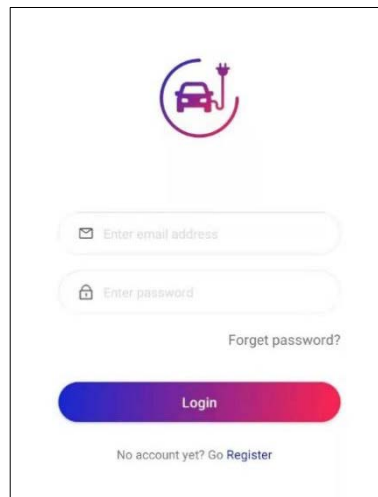 Enter email address
Enter password
Forget password?
Login
No account yet? Go Register